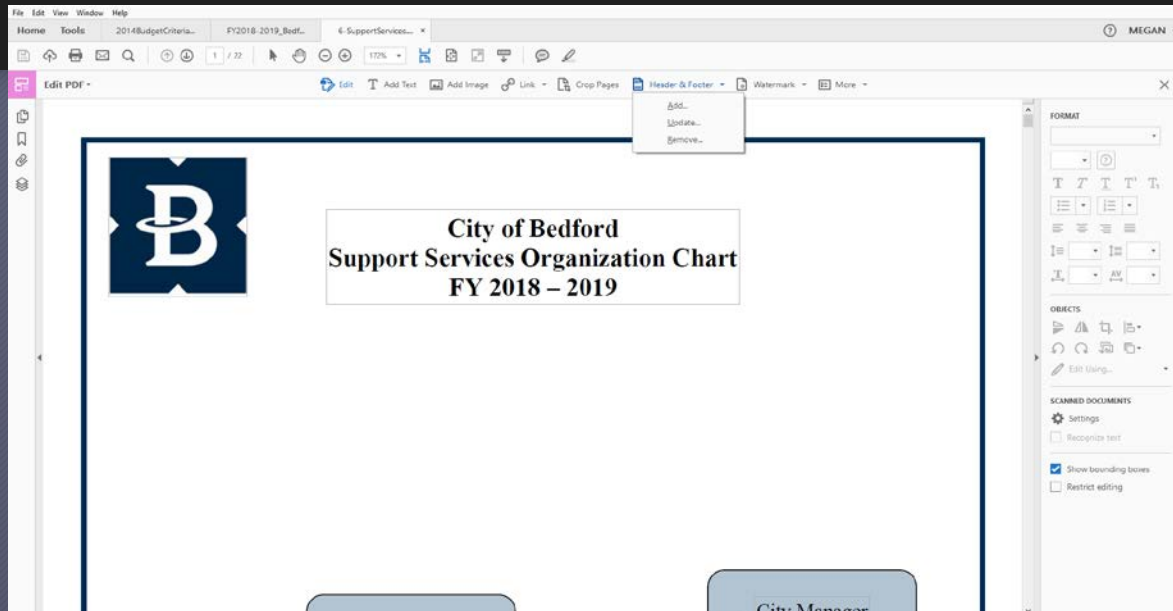 File Edit View Window Help
Home Tools 2014BudgetCriteria... FY2018-2019_Bedf... 6-SupportServices... × MEGAN
1 / 22 172%
Edit PDF Edit Add Text Add Image Link Crop Pages Header & Footer Watermark More ×
Add...
Update...
Remove...
B
City of Bedford
Support Services Organization Chart
FY 2018 – 2019
City Manager
FORMAT
OBJECTS
Edit Using...
SCANNED DOCUMENTS
Settings
Recognize text
Show bounding boxes
Restrict editing